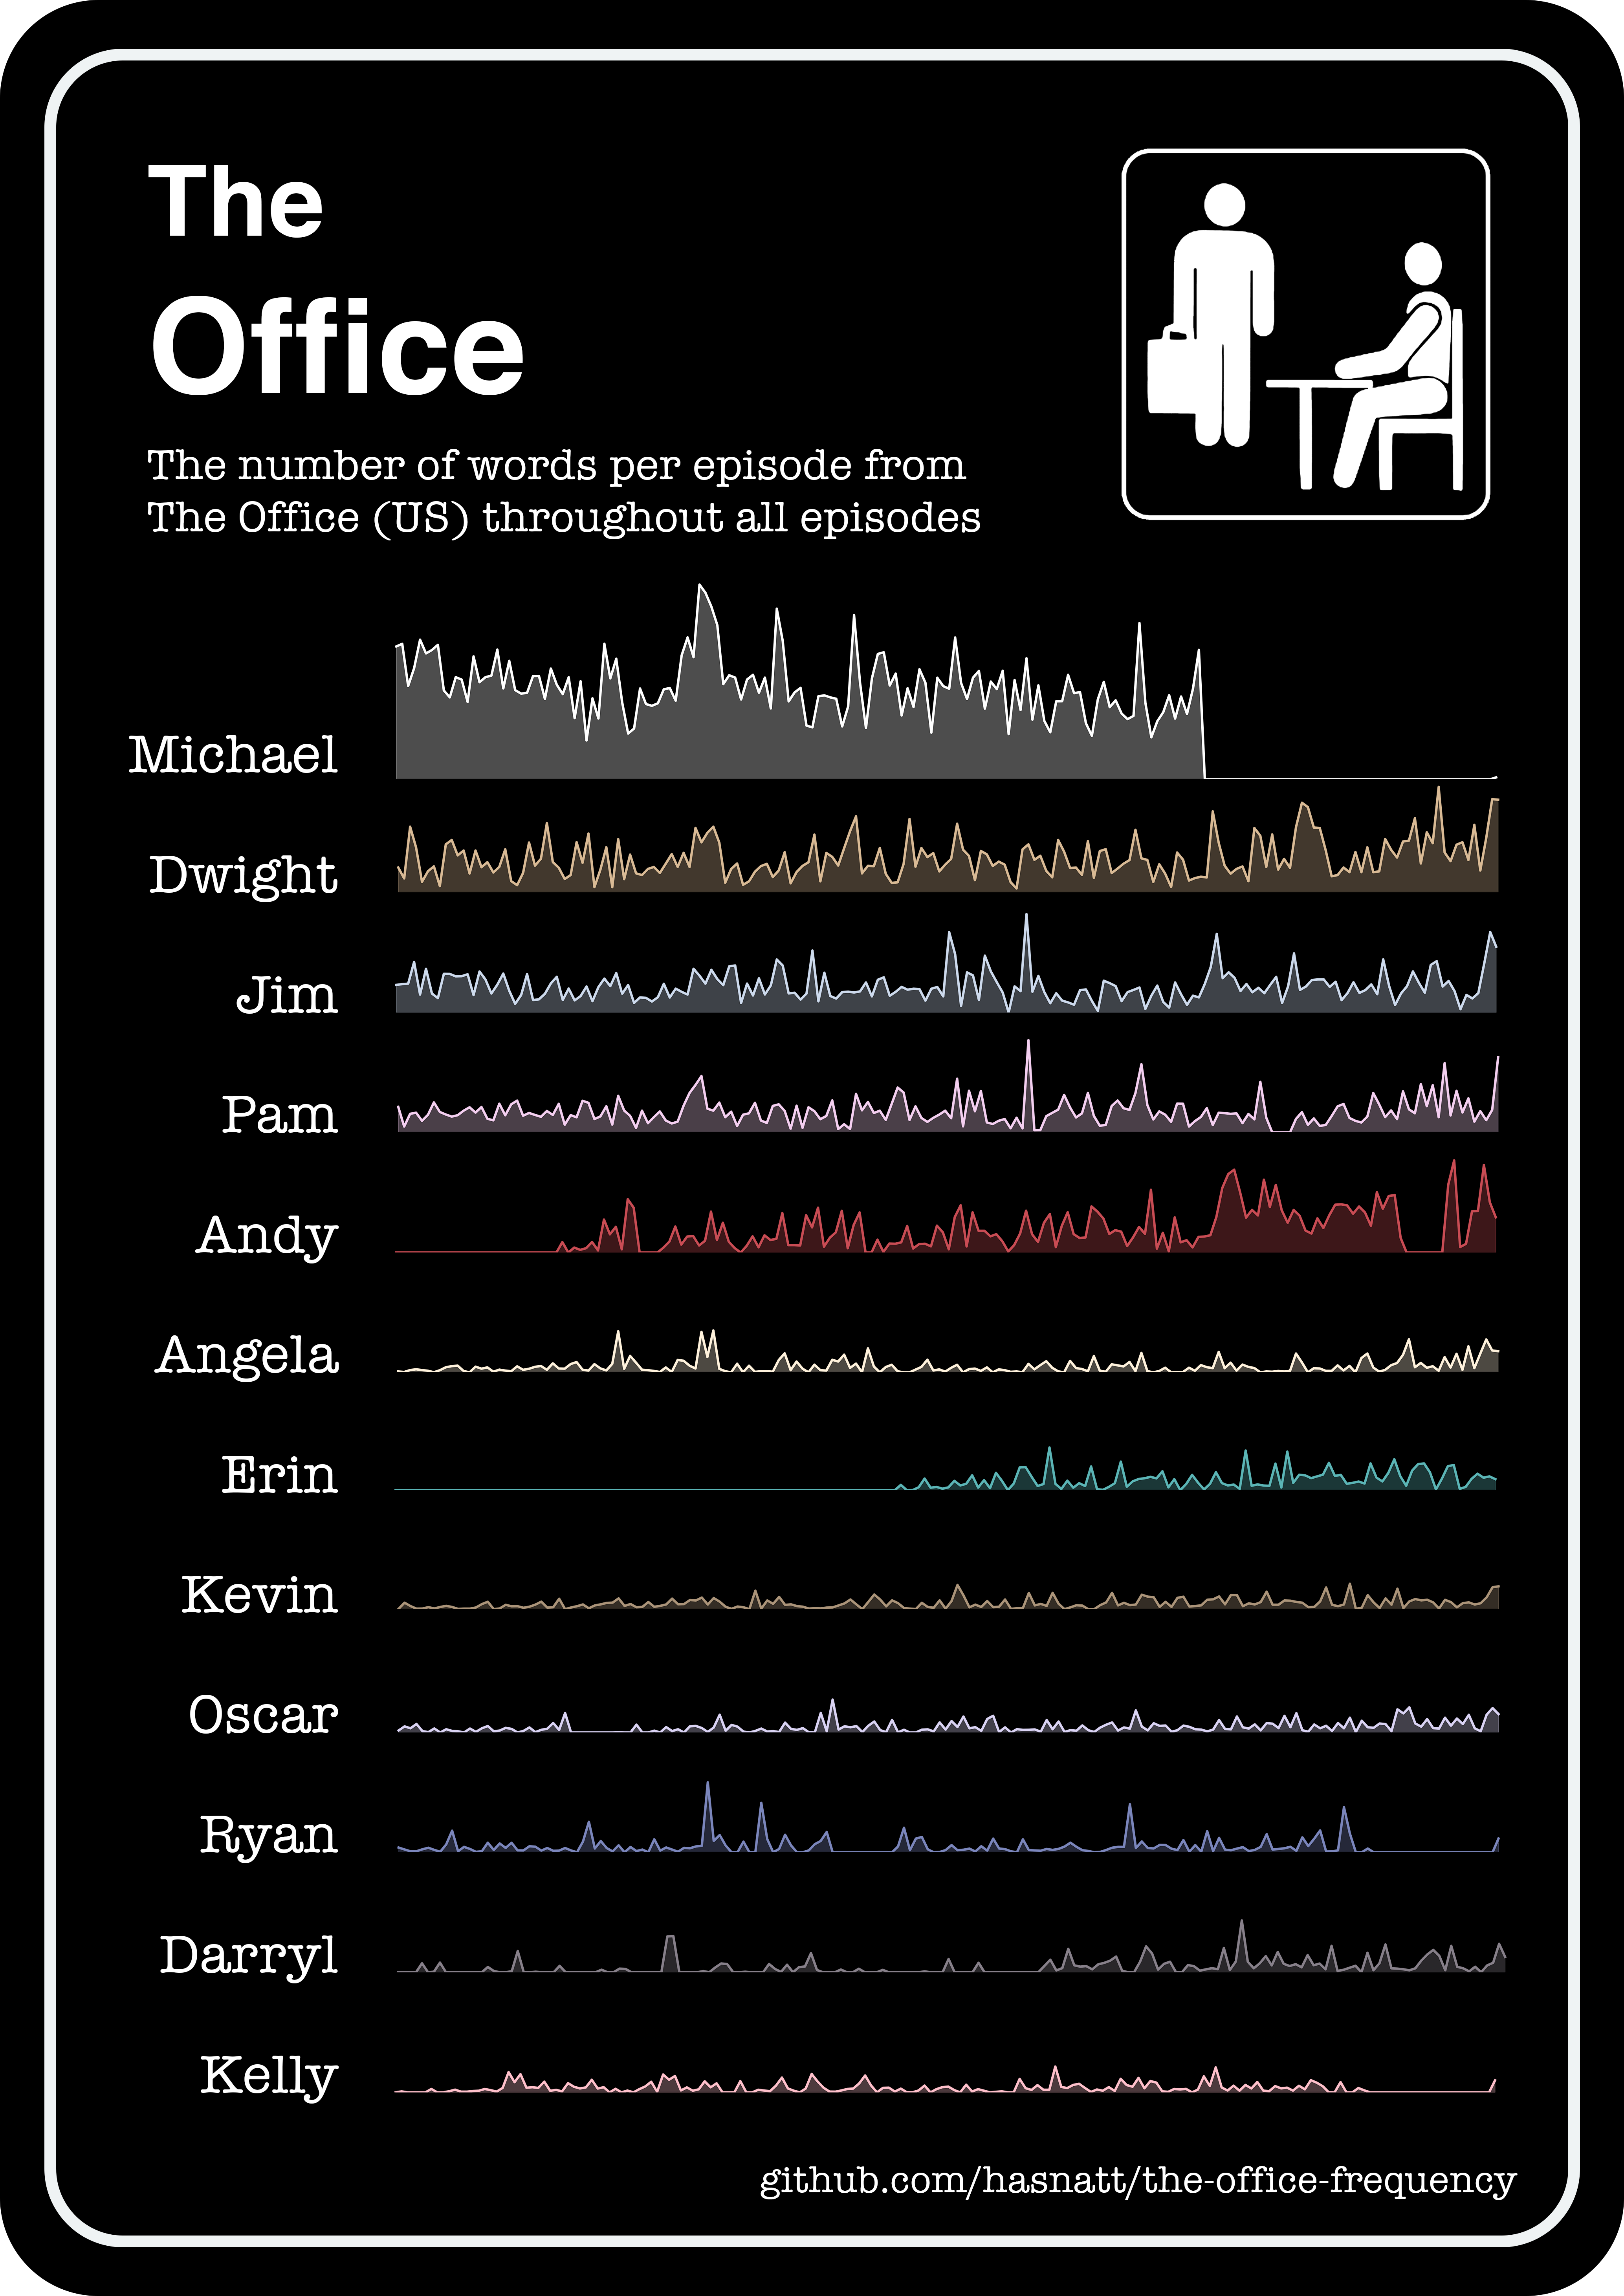 The
Office
The number of words per episode from
The Office (US) throughout all episodes
Michael
Dwight
Jim
Pam
Andy
Angela
Erin
Kevin
Oscar
Ryan
Darryl
Kelly
github.com/hasnatt/the-office-frequency